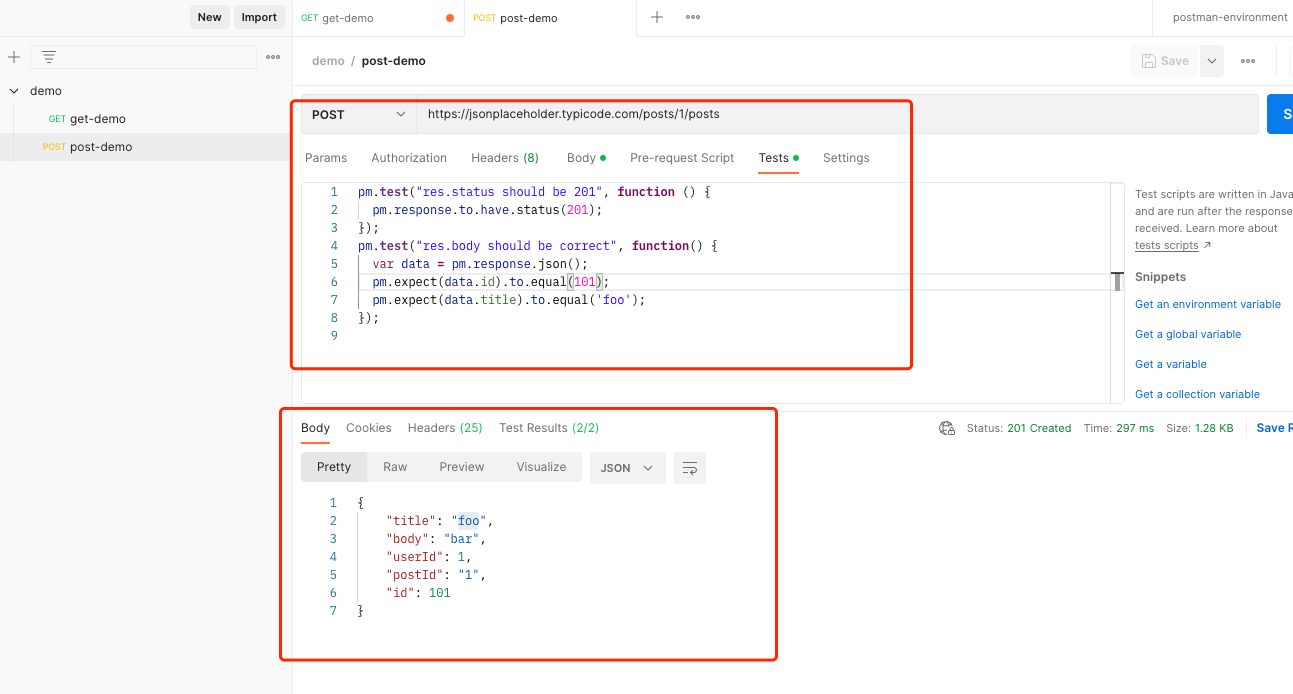 New Import GET get-demo POST post-demo postman-environment
demo / post-demo Save
demo
GET get-demo
POST post-demo
POST https://jsonplaceholder.typicode.com/posts/1/posts S
Params Authorization Headers (8) Body Pre-request Script Tests Settings
1 pm.test("res.status should be 201", function () {
2 pm.response.to.have.status(201);
3 });
4 pm.test("res.body should be correct", function() {
5 var data = pm.response.json();
6 pm.expect(data.id).to.equal(101);
7 pm.expect(data.title).to.equal('foo');
8 });
9
Test scripts are written in Java
and are run after the response
received. Learn more about
tests scripts ↗
Snippets
Get an environment variable
Get a global variable
Get a variable
Get a collection variable
Body Cookies Headers (25) Test Results (2/2) Status: 201 Created Time: 297 ms Size: 1.28 KB Save R
Pretty Raw Preview Visualize JSON
1 {
2 "title": "foo",
3 "body": "bar",
4 "userId": 1,
5 "postId": "1",
6 "id": 101
7 }